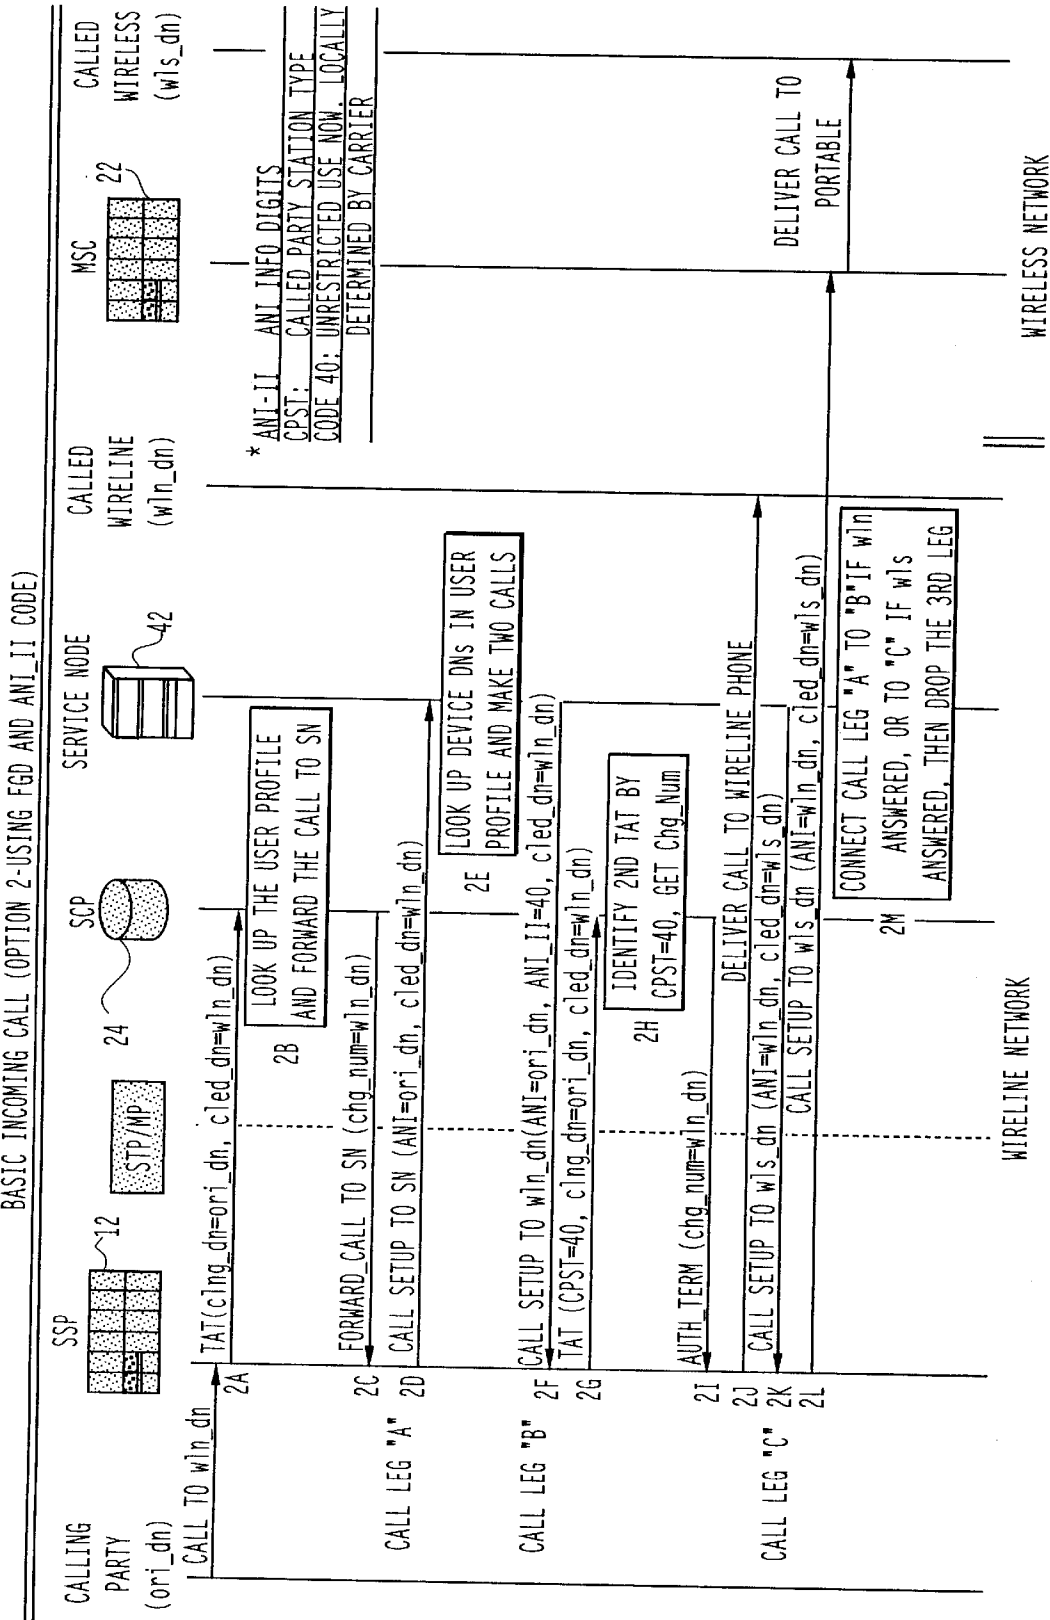 BASIC INCOMING CALL (OPTION 2-USING FGD AND ANI_II CODE)
CALLING
PARTY
(ori_dn)
SSP
12
STP/MP
SCP
24
SERVICE NODE
42
CALLED
WIRELINE
(wln_dn)
MSC
22
CALLED
WIRELESS
(wls_dn)
CALL TO wln_dn
2A
TAT(clng_dn=ori_dn, cled_dn=wln_dn)
2B
LOOK UP THE USER PROFILE
AND FORWARD THE CALL TO SN
* ANI-II ANI INFO DIGITS
CPST: CALLED PARTY STATION TYPE
CODE 40: UNRESTRICTED USE NOW. LOCALLY
DETERMINED BY CARRIER
2C
FORWARD_CALL TO SN (chg_num=wln_dn)
CALL LEG "A"
2D
CALL SETUP TO SN (ANI=ori_dn, cled_dn=wln_dn)
2E
LOOK UP DEVICE DNs IN USER
PROFILE AND MAKE TWO CALLS
CALL LEG "B"
2F
CALL SETUP TO wln_dn(ANI=ori_dn, ANI_II=40, cled_dn=wln_dn)
2G
TAT (CPST=40, clng_dn=ori_dn, cled_dn=wln_dn)
2H
IDENTIFY 2ND TAT BY
CPST=40, GET Chg_Num
2I
AUTH_TERM (chg_num=wln_dn)
2J
DELIVER CALL TO WIRELINE PHONE
CALL LEG "C"
2K
CALL SETUP TO wls_dn (ANI=wln_dn, cled_dn=wls_dn)
2L
CALL SETUP TO wls_dn (ANI=wln_dn, cled_dn=wls_dn)
DELIVER CALL TO
PORTABLE
2M
CONNECT CALL LEG "A" TO "B"IF wln
ANSWERED, OR TO "C" IF wls
ANSWERED, THEN DROP THE 3RD LEG
WIRELINE NETWORK
WIRELESS NETWORK